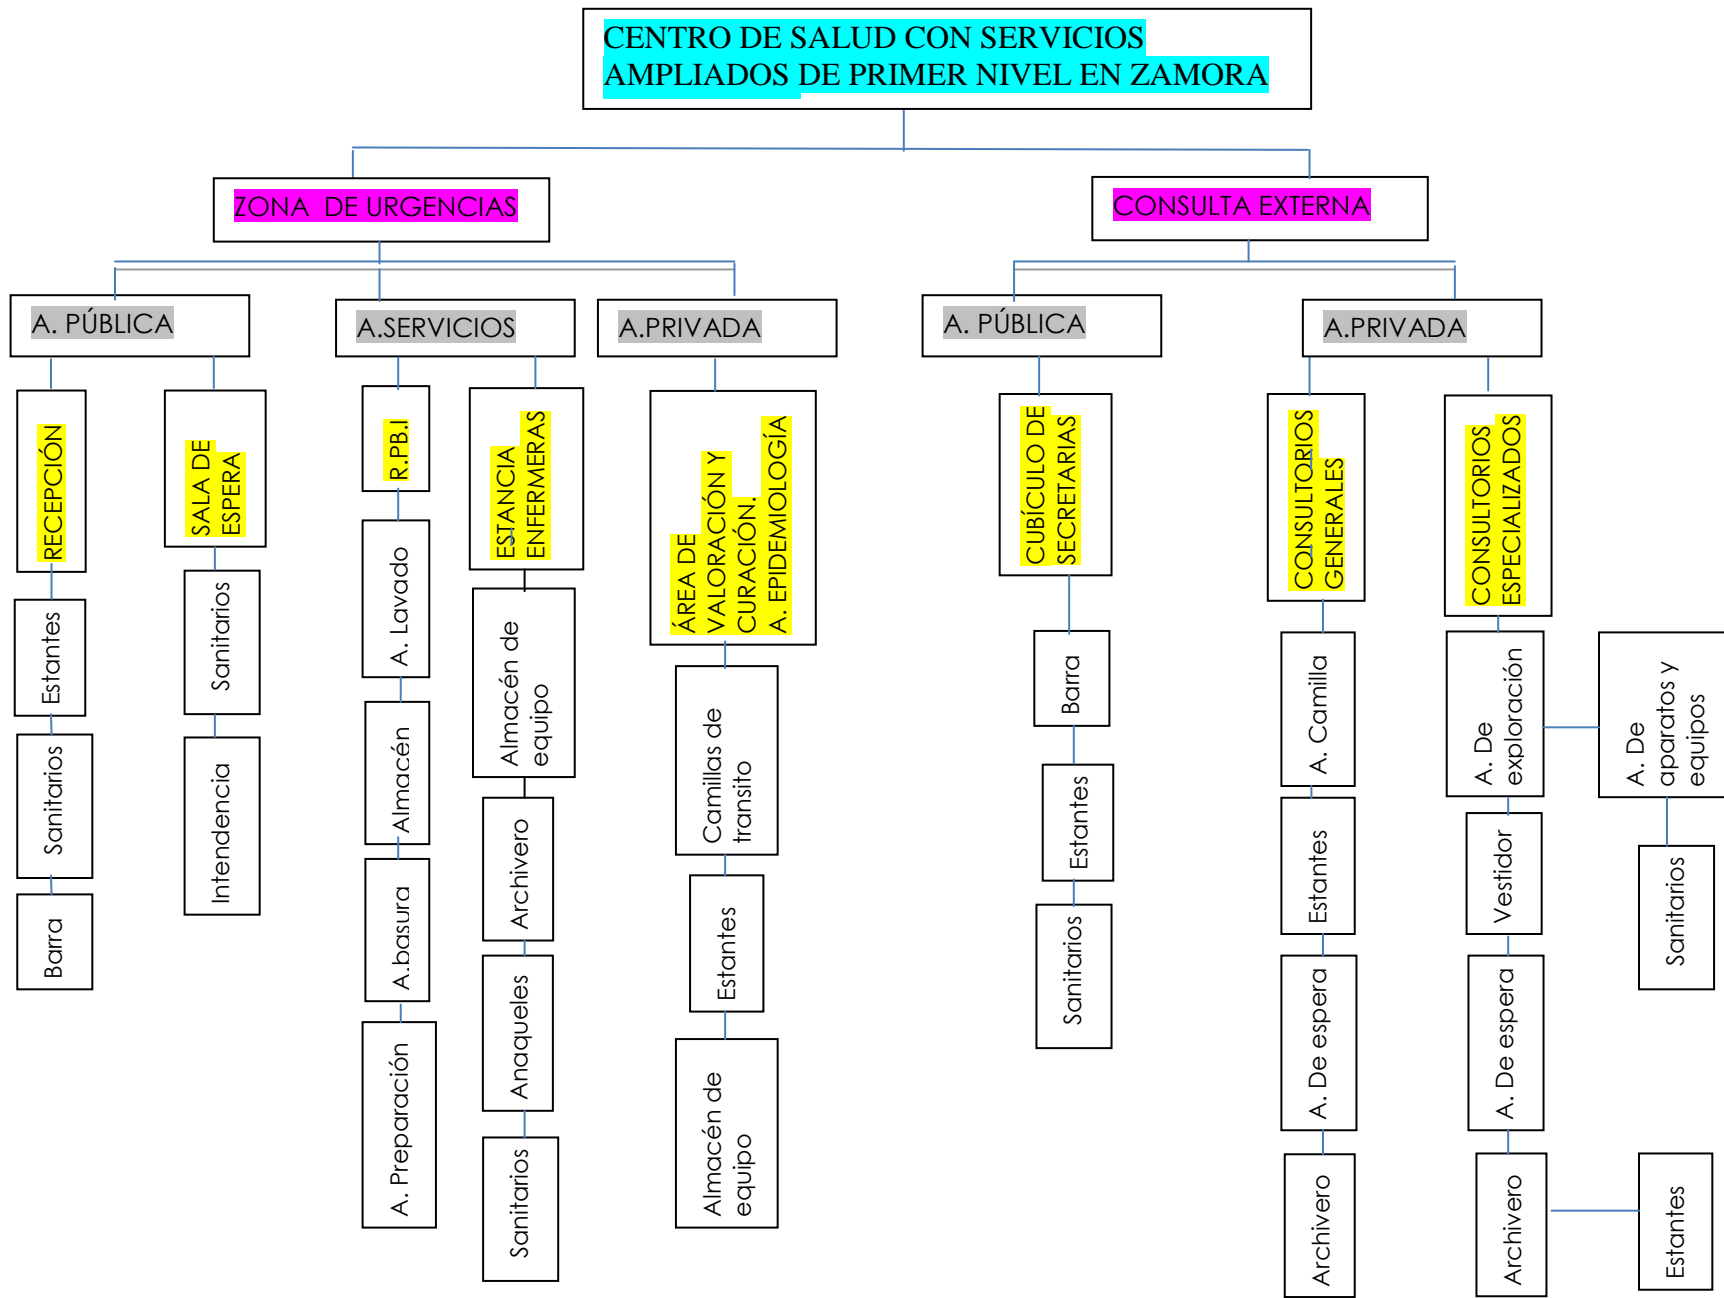 CENTRO DE SALUD CON SERVICIOS
AMPLIADOS DE PRIMER NIVEL EN ZAMORA
ZONA DE URGENCIAS
CONSULTA EXTERNA
A. PÚBLICA
A.SERVICIOS
A.PRIVADA
A. PÚBLICA
A.PRIVADA
RECEPCIÓN
Estantes
Sanitarios
Barra
SALA DE
ESPERA
Sanitarios
Intendencia
R.PB.I
A. Lavado
Almacén
A.basura
A. Preparación
ESTANCIA
ENFERMERAS
Almacén de
equipo
Archivero
Anaqueles
Sanitarios
ÁREA DE
VALORACIÓN Y
CURACIÓN.
A. EPIDEMIOLOGÍA
Camillas de
transito
Estantes
Almacén de
equipo
CUBÍCULO DE
SECRETARIAS
Barra
Estantes
Sanitarios
CONSULTORIOS
GENERALES
A. Camilla
Estantes
A. De espera
Archivero
CONSULTORIOS
ESPECIALIZADOS
A. De
exploración
Vestidor
A. De espera
Archivero
A. De
aparatos y
equipos
Sanitarios
Estantes